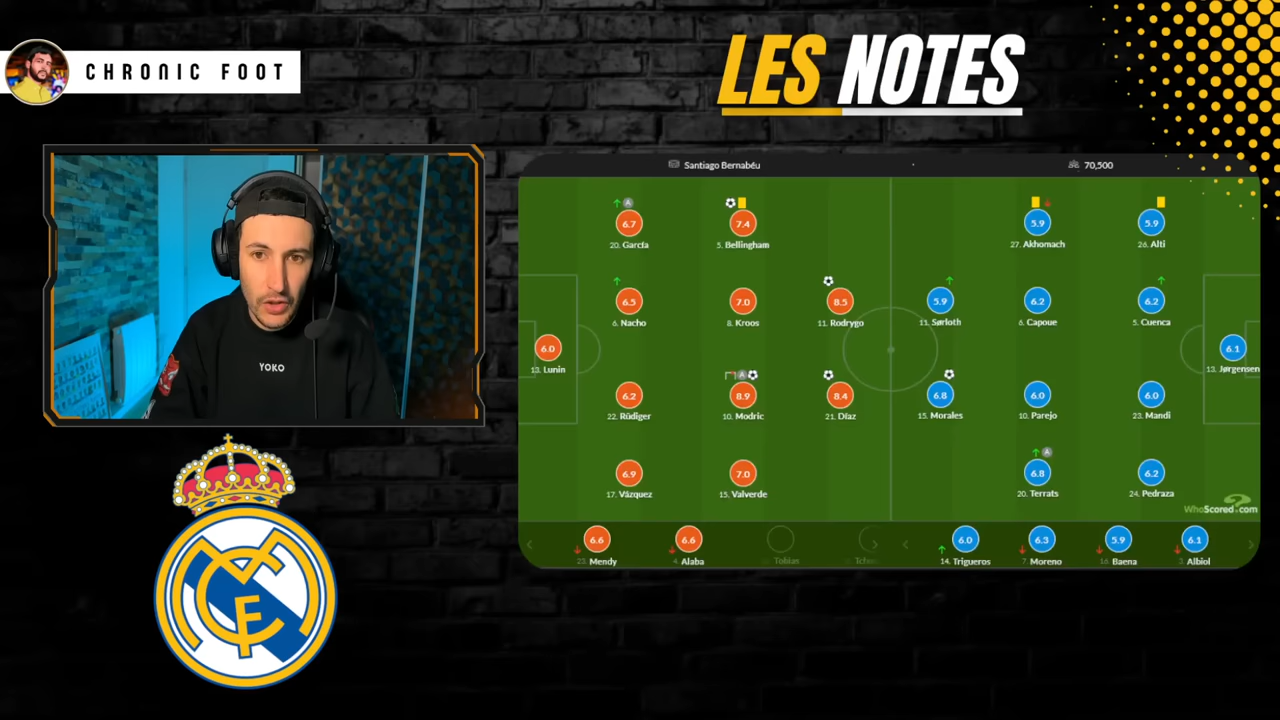 CHRONIC FOOT
LES NOTES
YOKO
Santiago Bernabéu
70,500
A
6.7
20. García
7.4
5. Bellingham
5.9
27. Akhomach
5.9
26. Alti
6.5
6. Nacho
7.0
8. Kroos
8.5
11. Rodrygo
5.9
11. Sørloth
6.2
6. Capoue
6.2
5. Cuenca
6.0
13. Lunin
6.1
13. Jørgensen
6.2
22. Rüdiger
A
8.9
10. Modric
8.4
21. Díaz
6.8
15. Morales
6.0
10. Parejo
6.0
23. Mandi
6.9
17. Vázquez
7.0
15. Valverde
A
6.8
20. Terrats
6.2
24. Pedraza
WhoScored.com
6.6
23. Mendy
6.6
4. Alaba
Tobias
6.0
14. Trigueros
6.3
7. Moreno
5.9
16. Baena
6.1
3. Albiol